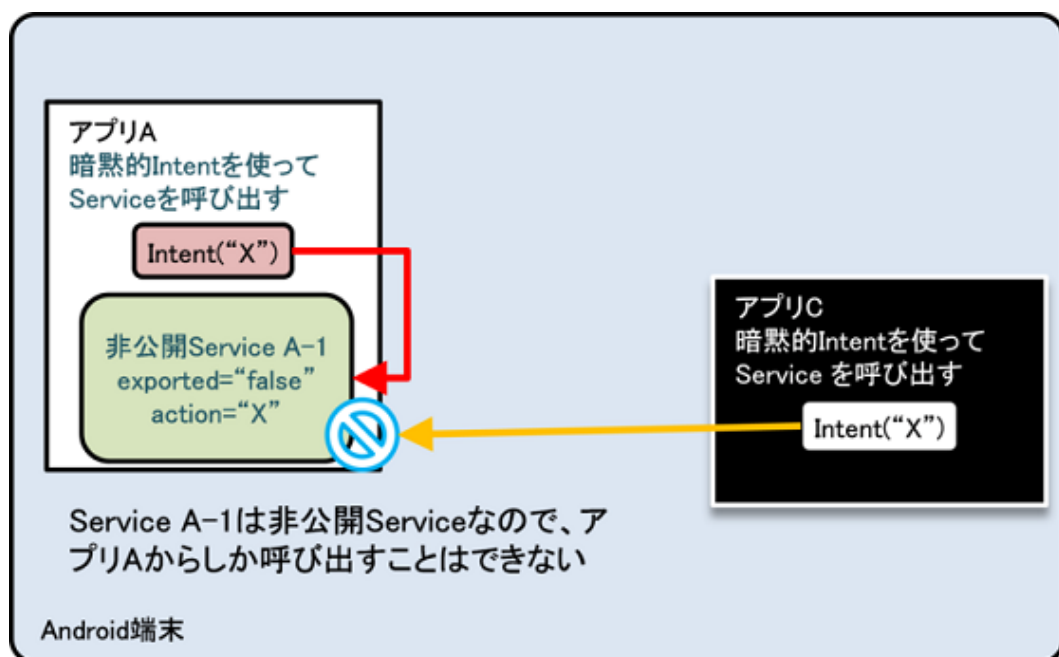 アプリA
暗黙的Intentを使って
Serviceを呼び出す
Intent(“X”)
非公開Service A-1
exported=“false”
action=“X”
アプリC
暗黙的Intentを使って
Service を呼び出す
Intent(“X”)
Service A-1は非公開Serviceなので、ア
プリAからしか呼び出すことはできない
Android端末